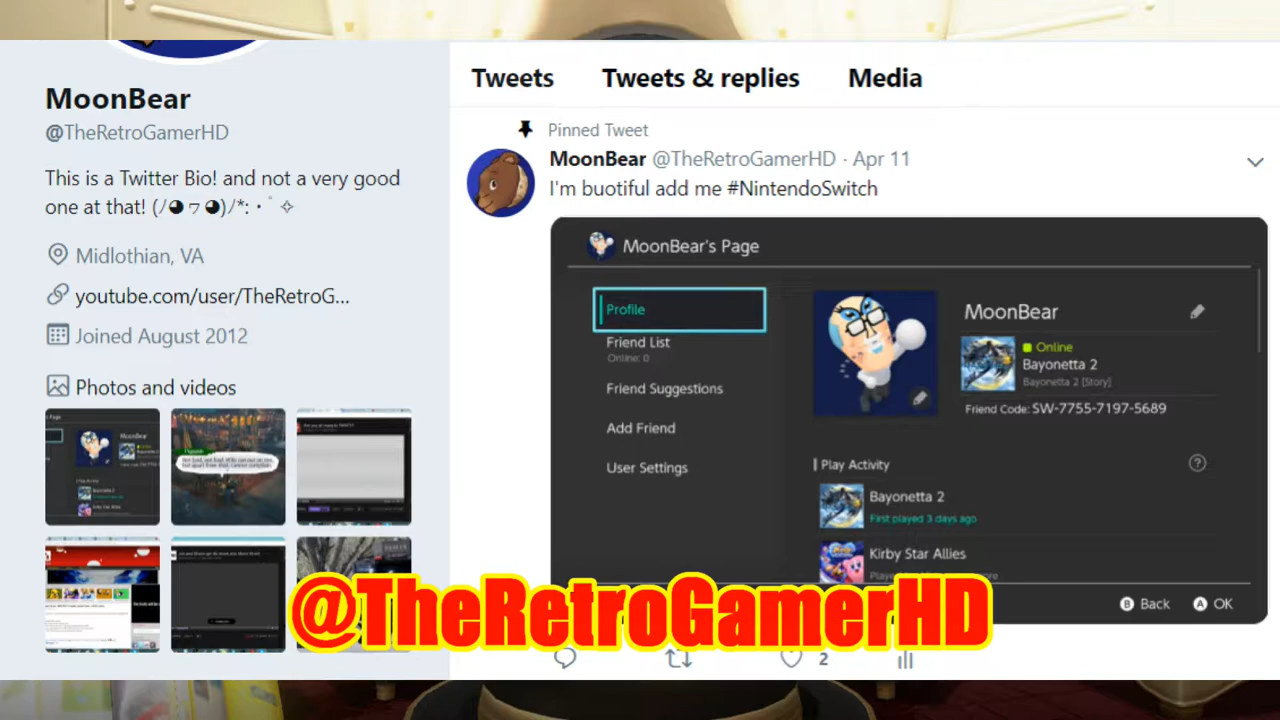 MoonBear
@TheRetroGamerHD
This is a Twitter Bio! and not a very good
one at that! (ﾉ◕ヮ◕)ﾉ*:・ﾟ✧
Midlothian, VA
youtube.com/user/TheRetroG...
Joined August 2012
Photos and videos
Tweets Tweets & replies Media
Pinned Tweet
MoonBear @TheRetroGamerHD · Apr 11
I'm buotiful add me #NintendoSwitch
MoonBear's Page
Profile
Friend List
Online: 0
Friend Suggestions
Add Friend
User Settings
MoonBear
Online
Bayonetta 2
Bayonetta 2 [Story]
Friend Code: SW-7755-7197-5689
Play Activity
Bayonetta 2
First played 3 days ago
Kirby Star Allies
B Back A OK
2
@TheRetroGamerHD